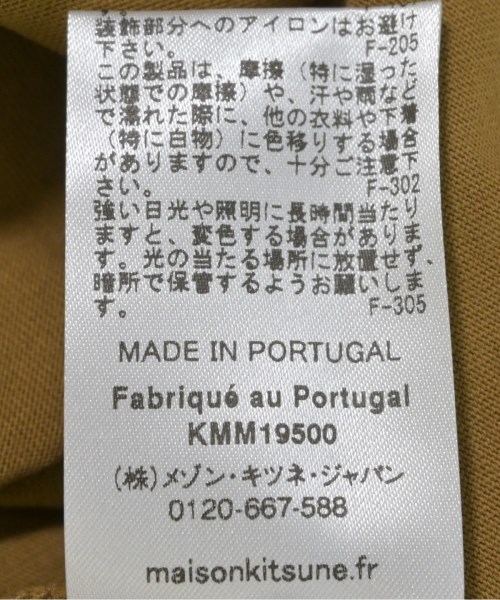 装飾部分へのアイロンはお避け
下さい。 F-205
この製品は、摩擦（特に湿った
状態での摩擦）や、汗や雨など
で濡れた際に、他の衣料や下着
（特に白物）に色移りする場合
がありますので、十分ご注意下
さい。 F-302
強い日光や照明に長時間当たり
ますと、変色する場合がありま
す。光の当たる場所に放置せず、
暗所で保管するようお願いしま
す。 F-305
MADE IN PORTUGAL
Fabriqué au Portugal
KMM19500
（株）メゾン・キツネ・ジャパン
0120-667-588
maisonkitsune.fr